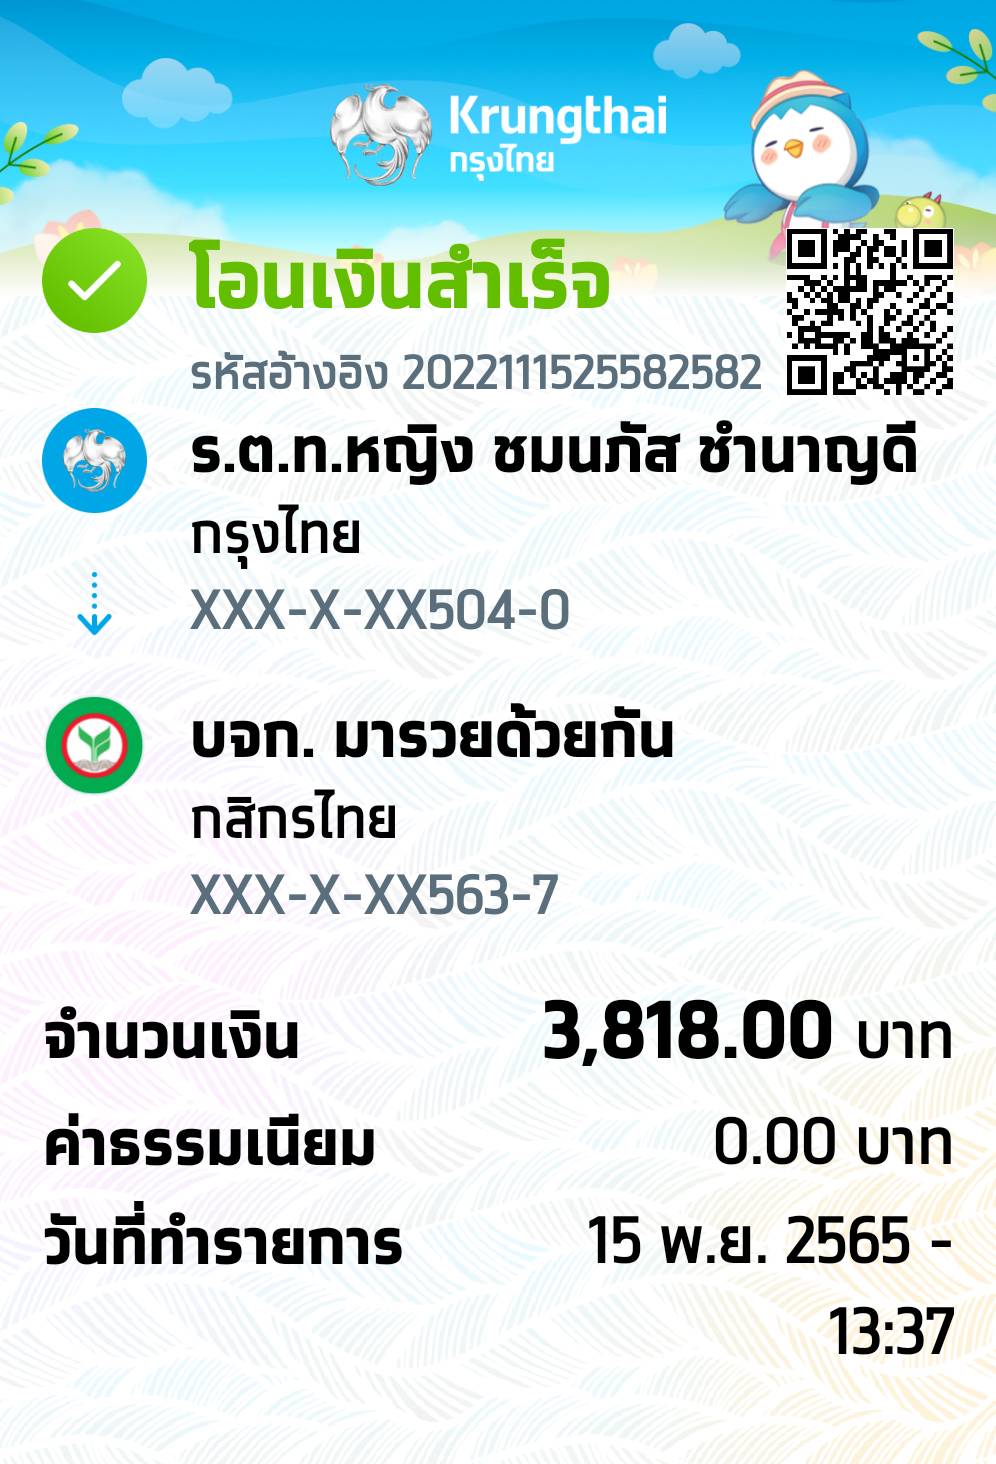 Krungthai
กรุงไทย
โอนเงินสำเร็จ
รหัสอ้างอิง 2022111525582582
ร.ต.ท.หญิง ชมนภัส ชำนาญดี
กรุงไทย
XXX-X-XX504-0
บจก. มารวยด้วยกัน
กสิกรไทย
XXX-X-XX563-7
จำนวนเงิน 3,818.00 บาท
ค่าธรรมเนียม 0.00 บาท
วันที่ทำรายการ 15 พ.ย. 2565 -
13:37